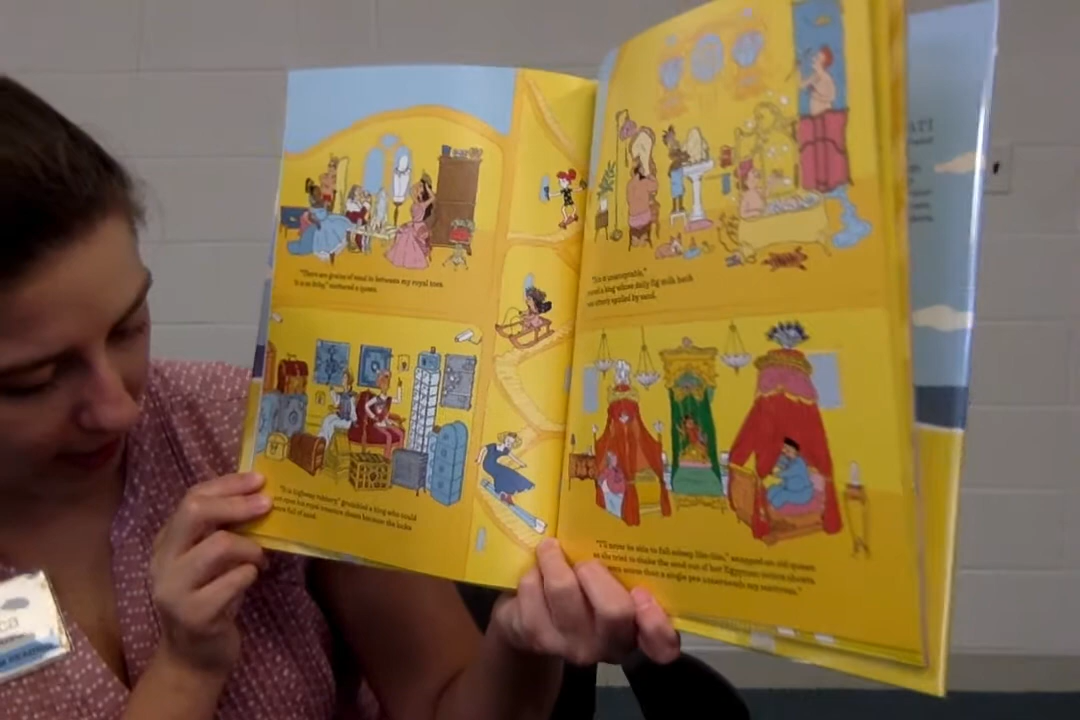 "There are grains of sand in between my royal toes.
It is so itchy," muttered a queen.
"It is highway robbery," grumbled a king who could
not open his royal treasure chests because the locks
were full of sand.
"It is unacceptable,"
a king whose daily fig milk bath
was utterly spoiled by sand.
"I'll never be able to fall asleep like this," snapped an old queen
as she tried to shake the sand out of her Egyptian cotton sheets.
worse than a single pea underneath my mattress."
ca